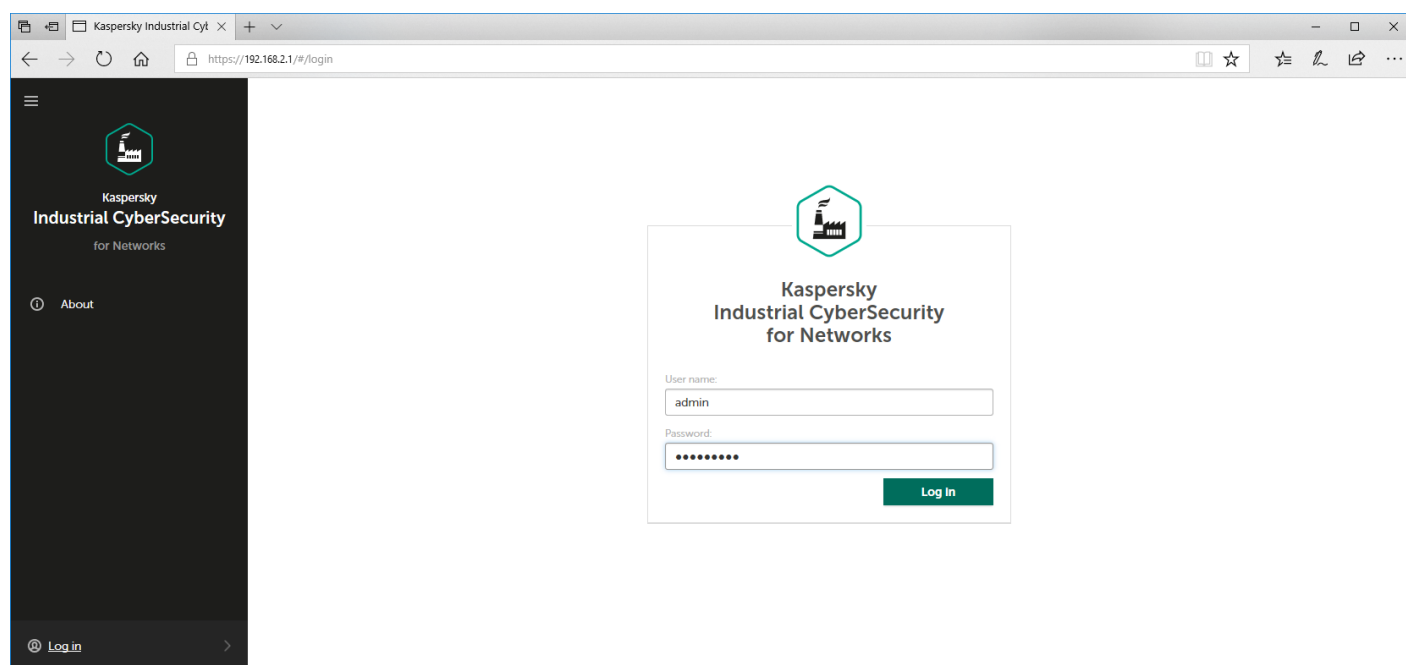 Kaspersky Industrial Cyb
https://192.168.2.1/#/login
Kaspersky
Industrial CyberSecurity
for Networks
About
Log in
Kaspersky
Industrial CyberSecurity
for Networks
User name:
admin
Password:
•••••••••
Log in